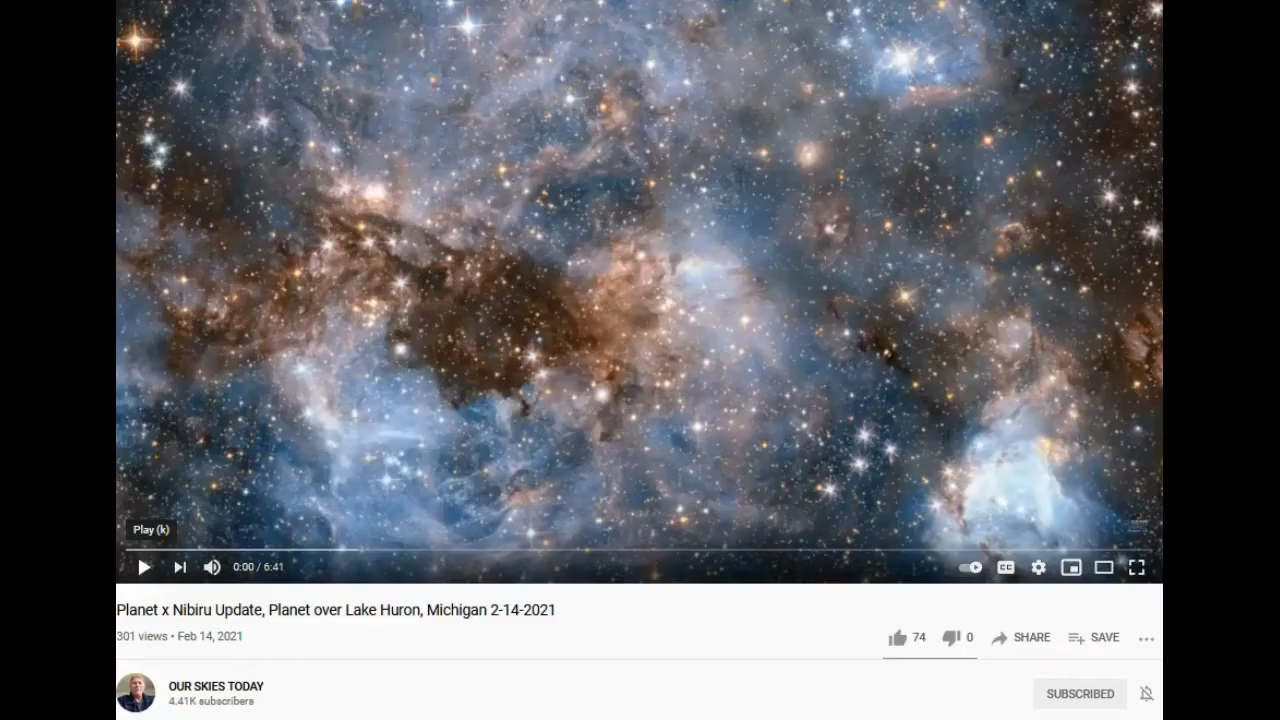 Play (k)
0:00 / 6:41
CC
Planet x Nibiru Update, Planet over Lake Huron, Michigan 2-14-2021
301 views • Feb 14, 2021
74
0
SHARE
SAVE
OUR SKIES TODAY
4.41K subscribers
SUBSCRIBED